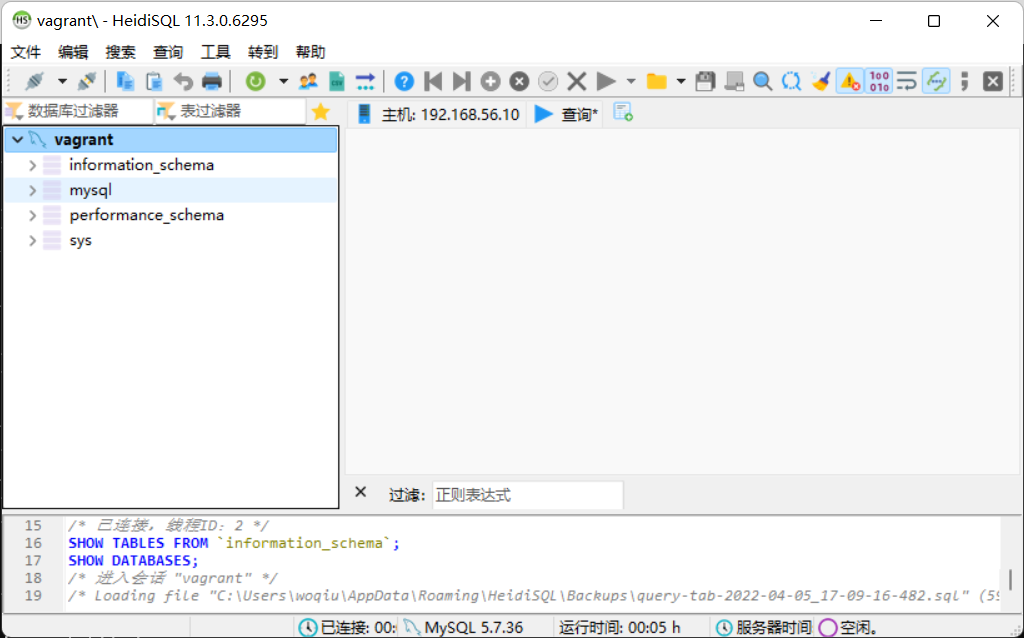 vagrant\ - HeidiSQL 11.3.0.6295
文件 编辑 搜索 查询 工具 转到 帮助
数据库过滤器 表过滤器 主机: 192.168.56.10 查询*
vagrant
information_schema
mysql
performance_schema
sys
× 过滤: 正则表达式
15 /* 已连接，线程ID: 2 */
16 SHOW TABLES FROM `information_schema`;
17 SHOW DATABASES;
18 /* 进入会话 "vagrant" */
19 /* Loading file "C:\Users\woqiu\AppData\Roaming\HeidiSQL\Backups\query-tab-2022-04-05_17-09-16-482.sql" (59
已连接: 00: MySQL 5.7.36 运行时间: 00:05 h 服务器时间 空闲。